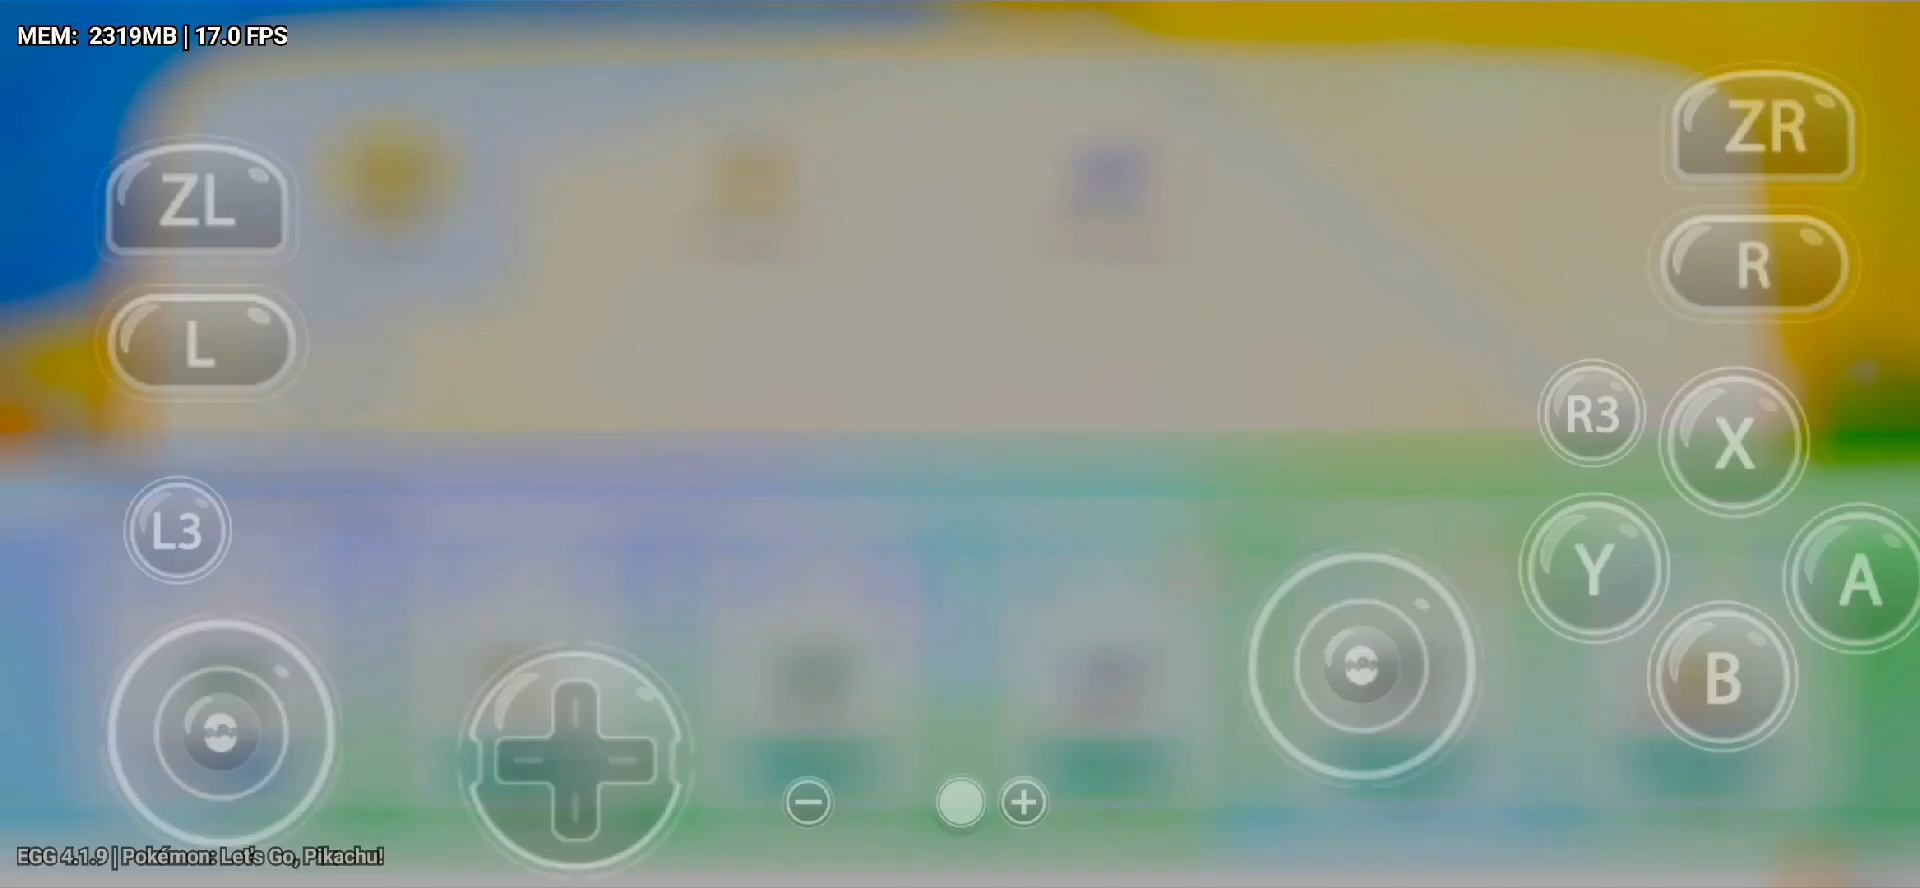 MEM: 2319MB | 17.0 FPS
ZL
ZR
L
R
L3
R3
X
Y
A
B
EGG 4.1.9 | Pokémon: Let's Go, Pikachu!